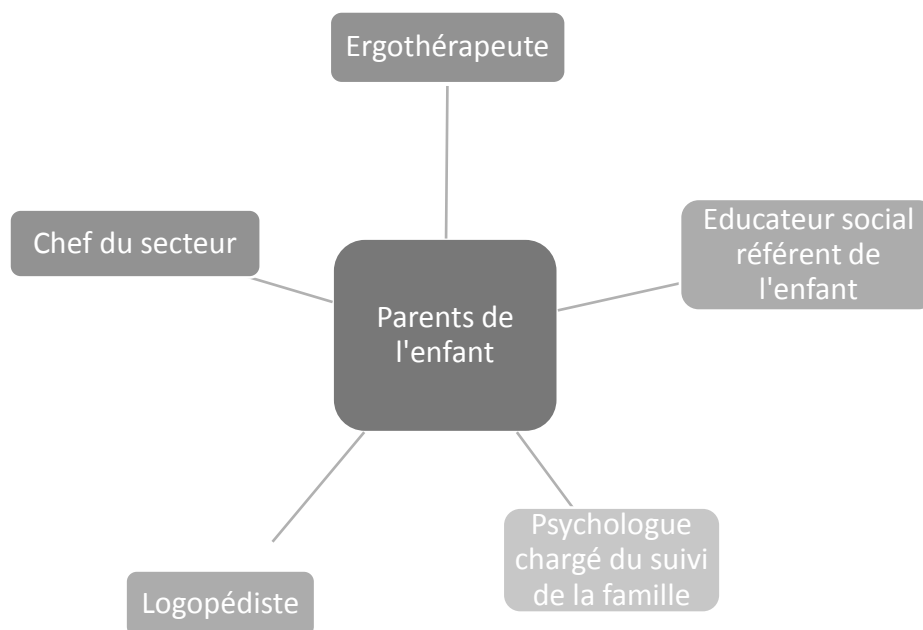 Ergothérapeute
Chef du secteur
Educateur social
référent de
l'enfant
Parents de
l'enfant
Psychologue
chargé du suivi
de la famille
Logopédiste